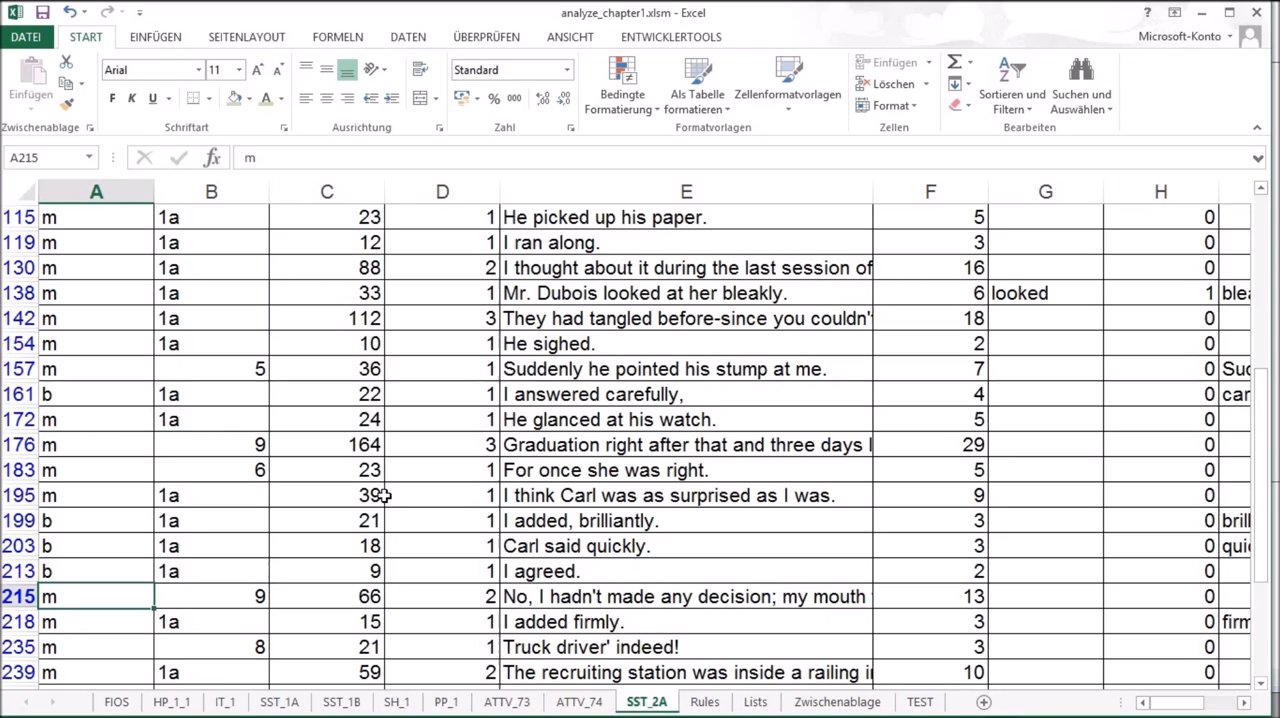 analyze_chapter1.xlsm - Excel
DATEI START EINFÜGEN SEITENLAYOUT FORMELN DATEN ÜBERPRÜFEN ANSICHT ENTWICKLERTOOLS Microsoft-Konto
Arial 11 Standard Einfügen
Löschen
Format
Einfügen F K U % 000 Bedingte Formatierung Als Tabelle formatieren Zellenformatvorlagen Sortieren und Filtern Suchen und Auswählen
Zwischenablage Schriftart Ausrichtung Zahl Formatvorlagen Zellen Bearbeiten
A215 fx m
A B C D E F G H
115 m 1a 23 1 He picked up his paper. 5 0
119 m 1a 12 1 I ran along. 3 0
130 m 1a 88 2 I thought about it during the last session of 16 0
138 m 1a 33 1 Mr. Dubois looked at her bleakly. 6 looked 1 blea
142 m 1a 112 3 They had tangled before-since you couldn' 18 0
154 m 1a 10 1 He sighed. 2 0
157 m 5 36 1 Suddenly he pointed his stump at me. 7 0 Sud
161 b 1a 22 1 I answered carefully, 4 0 car
172 m 1a 24 1 He glanced at his watch. 5 0
176 m 9 164 3 Graduation right after that and three days l 29 0
183 m 6 23 1 For once she was right. 5 0
195 m 1a 39 1 I think Carl was as surprised as I was. 9 0
199 b 1a 21 1 I added, brilliantly. 3 0 brill
203 b 1a 18 1 Carl said quickly. 3 0 quic
213 b 1a 9 1 I agreed. 2 0
215 m 9 66 2 No, I hadn't made any decision; my mouth 13 0
218 m 1a 15 1 I added firmly. 3 0 firm
235 m 8 21 1 Truck driver' indeed! 3 0
239 m 1a 59 2 The recruiting station was inside a railing i 10 0
FIOS HP_1_1 IT_1 SST_1A SST_1B SH_1 PP_1 ATTV_73 ATTV_74 SST_2A Rules Lists Zwischenablage TEST